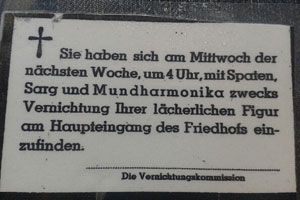 Sie haben sich am Mittwoch der
nächsten Woche, um 4 Uhr, mit Spaten,
Sarg und Mundharmonika zwecks
Vernichtung Ihrer lächerlichen Figur
am Haupteingang des Friedhofs ein-
zufinden.
Die Vernichtungskommission